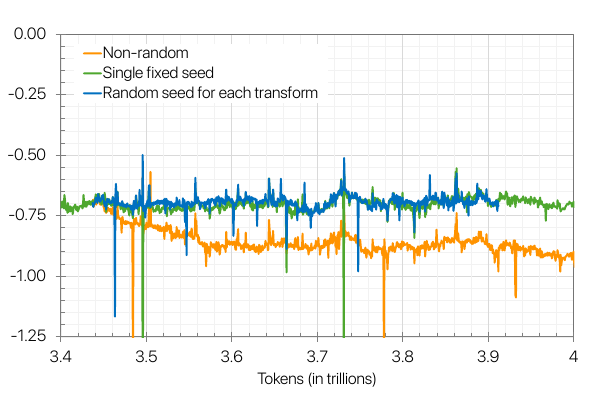 0.00
Non-random
Single fixed seed
Random seed for each transform
-0.25
-0.50
-0.75
-1.00
-1.25
3.4 3.5 3.6 3.7 3.8 3.9 4
Tokens (in trillions)